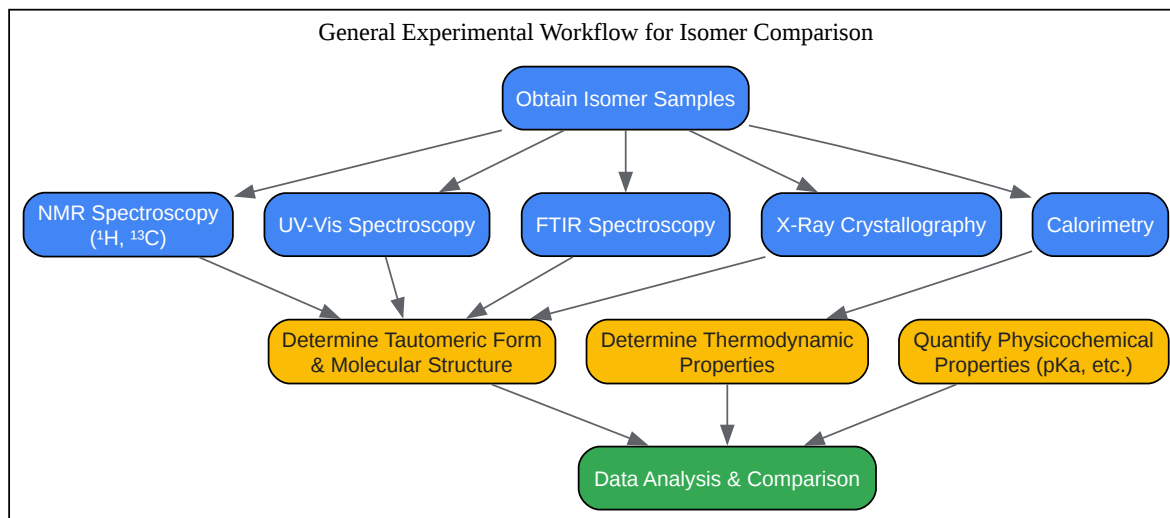 General Experimental Workflow for Isomer Comparison
Obtain Isomer Samples
NMR Spectroscopy
(¹H, ¹³C)
UV-Vis Spectroscopy
FTIR Spectroscopy
X-Ray Crystallography
Calorimetry
Determine Tautomeric Form
& Molecular Structure
Determine Thermodynamic
Properties
Quantify Physicochemical
Properties (pKa, etc.)
Data Analysis & Comparison